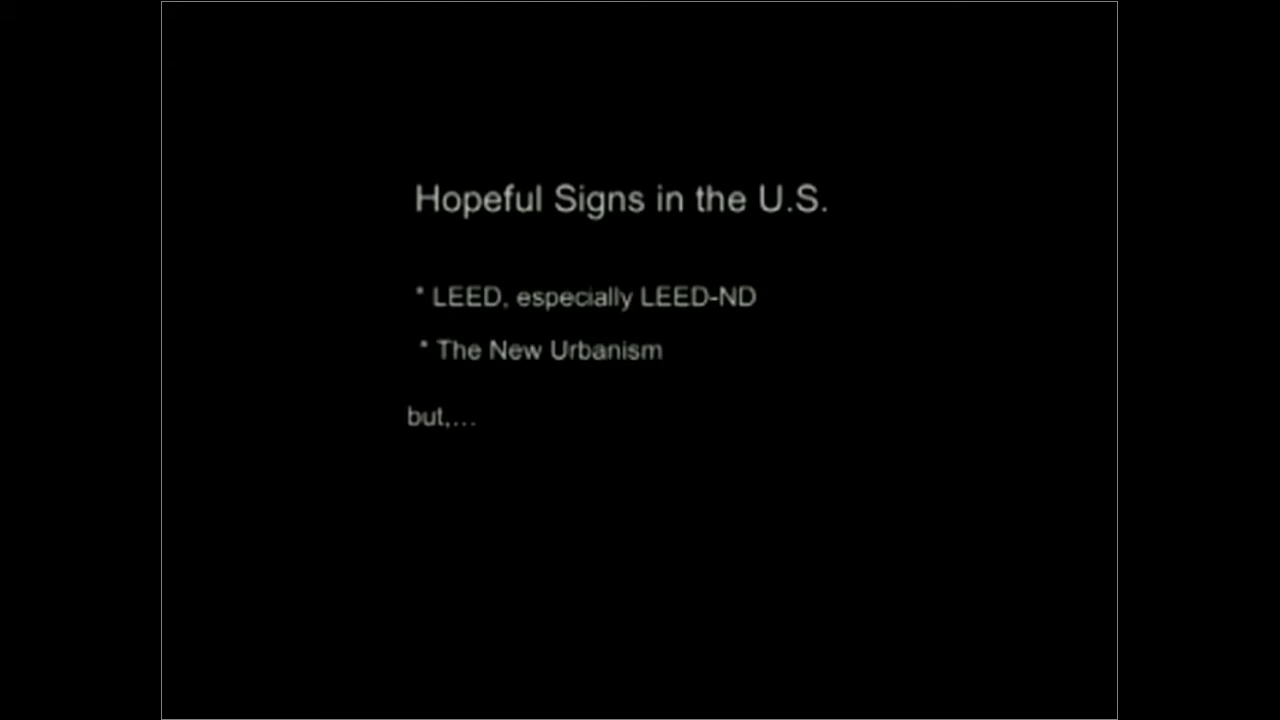 Hopeful Signs in the U.S.
* LEED, especially LEED-ND
* The New Urbanism
but,...